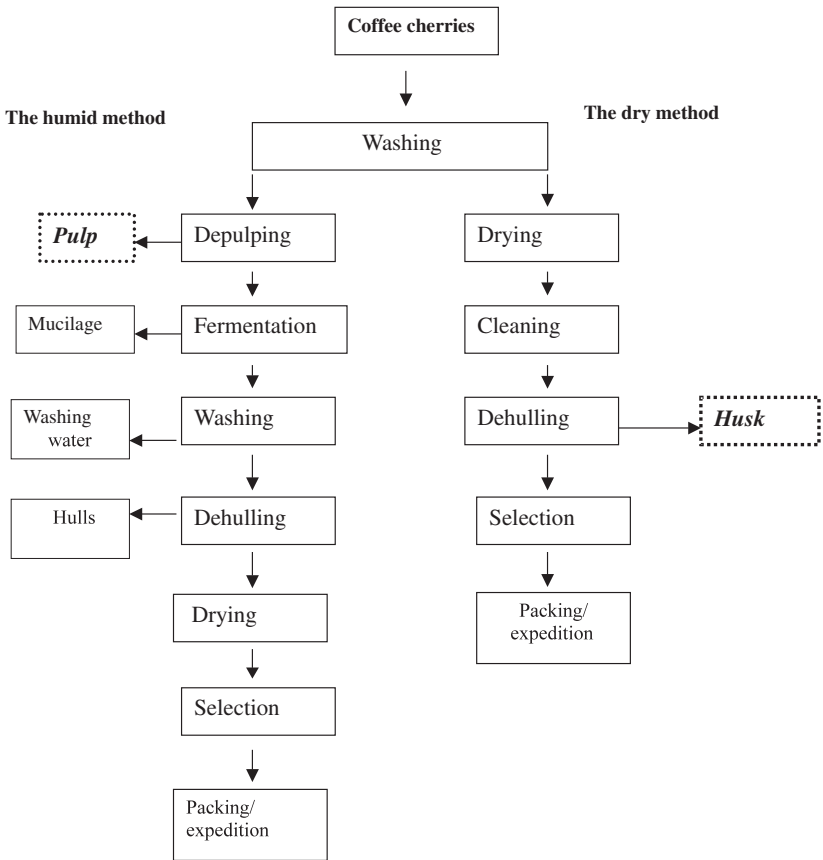 Coffee cherries
The humid method
The dry method
Washing
Pulp
Depulping
Drying
Mucilage
Fermentation
Cleaning
Washing
water
Washing
Dehulling
Husk
Hulls
Dehulling
Selection
Drying
Packing/
expedition
Selection
Packing/
expedition